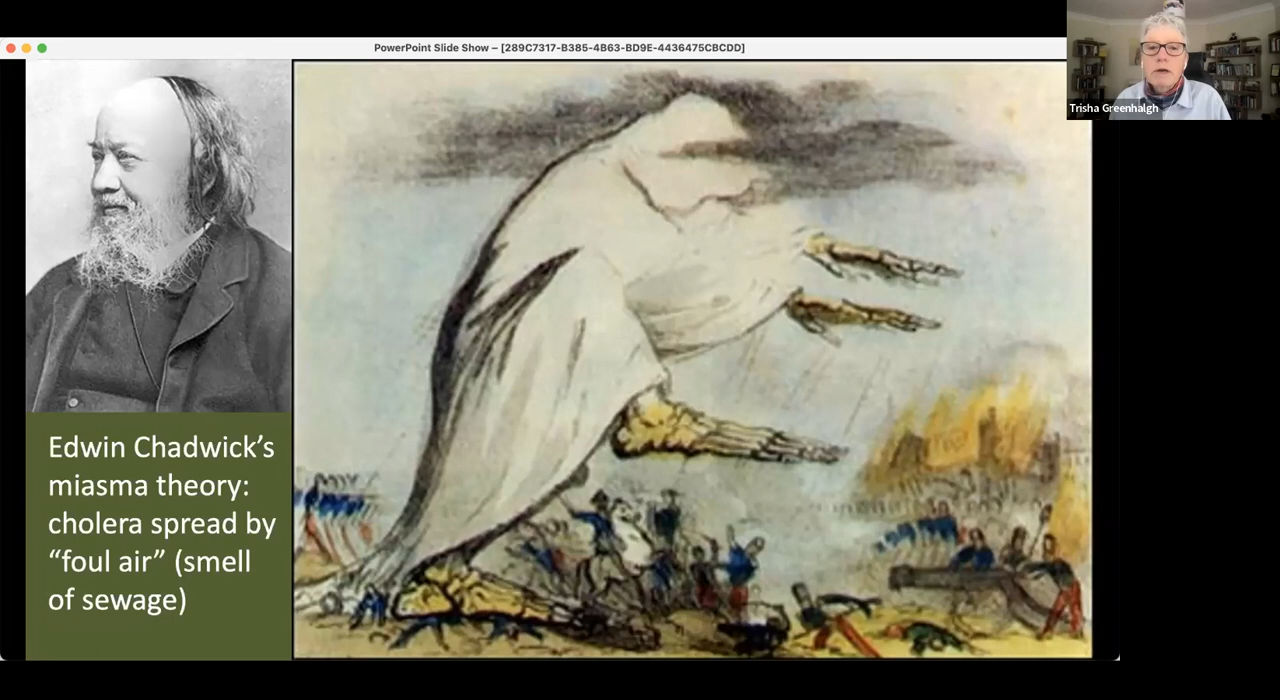 PowerPoint Slide Show – [289C7317-B385-4B63-BD9E-4436475CBCDD]
Trisha Greenhalgh
Edwin Chadwick’s
miasma theory:
cholera spread by
“foul air” (smell
of sewage)